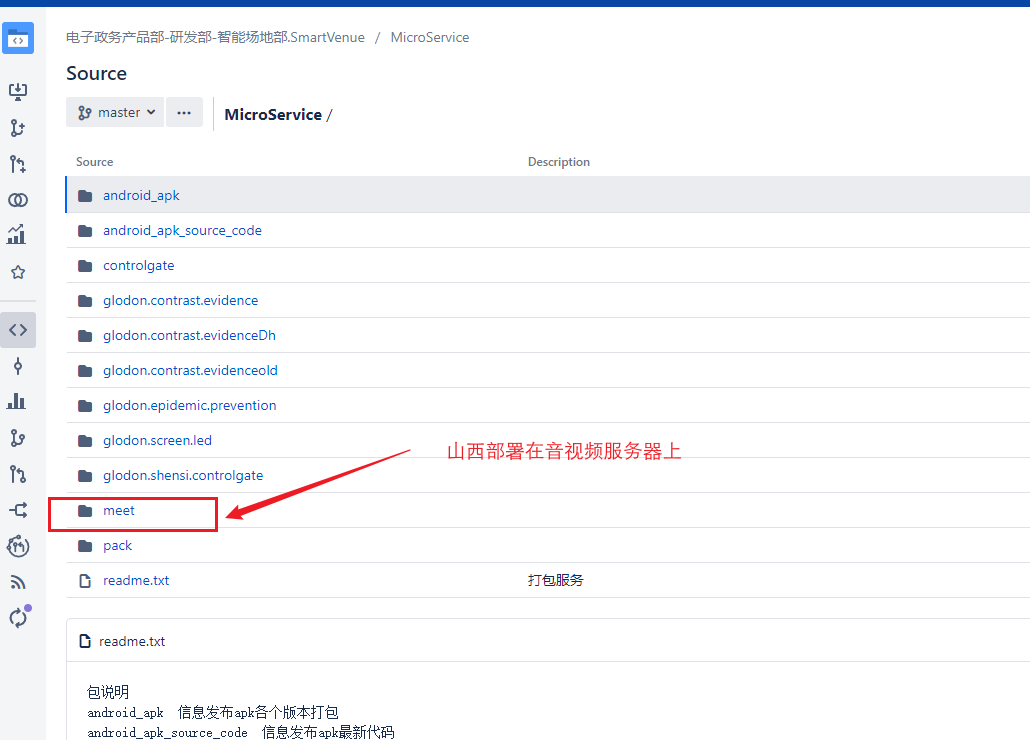 电子政务产品部-研发部-智能场地部.SmartVenue / MicroService
Source
master
MicroService /
Source Description
android_apk
android_apk_source_code
controlgate
glodon.contrast.evidence
glodon.contrast.evidenceDh
glodon.contrast.evidenceold
glodon.epidemic.prevention
glodon.screen.led
山西部署在音视频服务器上
glodon.shensi.controlgate
meet
pack
readme.txt 打包服务
readme.txt
包说明
android_apk 信息发布apk各个版本打包
android_apk_source_code 信息发布apk最新代码